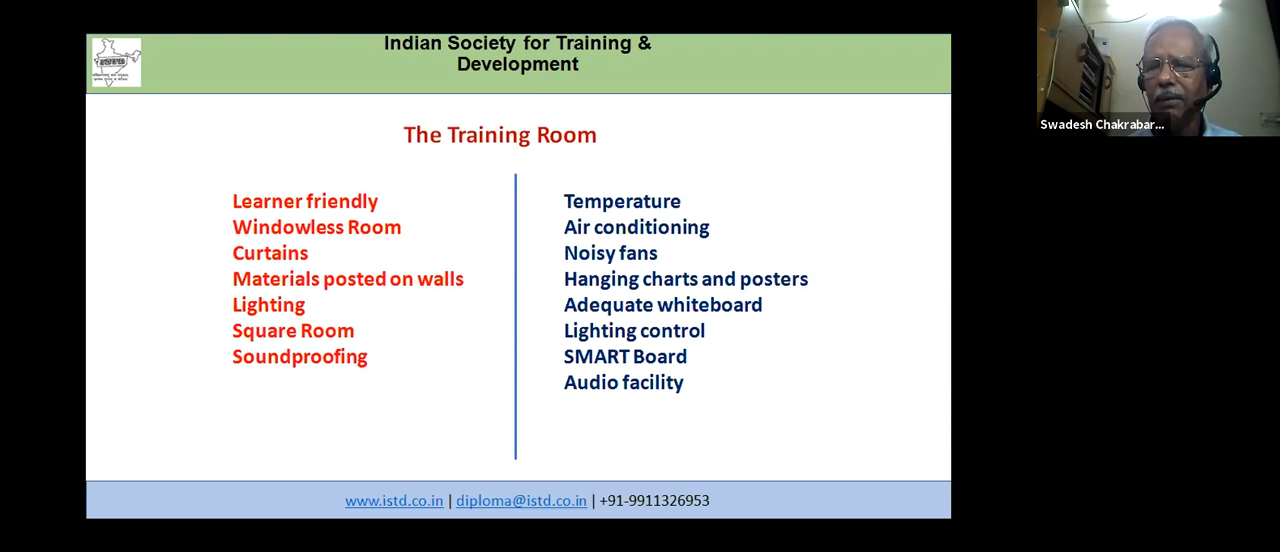 Indian Society for Training &
Development
The Training Room
Learner friendly
Windowless Room
Curtains
Materials posted on walls
Lighting
Square Room
Soundproofing
Temperature
Air conditioning
Noisy fans
Hanging charts and posters
Adequate whiteboard
Lighting control
SMART Board
Audio facility
www.istd.co.in | diploma@istd.co.in | +91-9911326953
Swadesh Chakrabar...